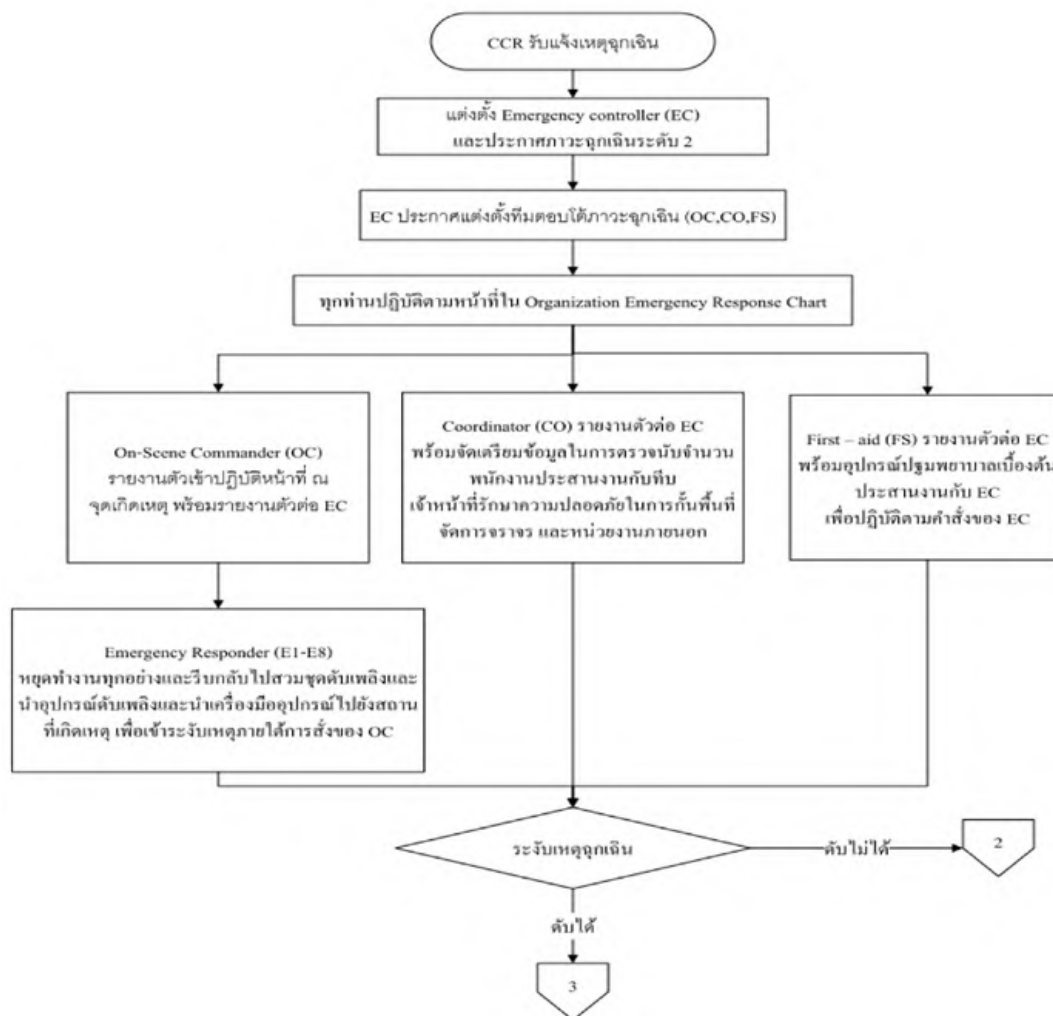 CCR รับแจ้งเหตุฉุกเฉิน
แต่งตั้ง Emergency controller (EC)
และประกาศภาวะฉุกเฉินระดับ 2
EC ประกาศแต่งตั้งทีมตอบโต้ภาวะฉุกเฉิน (OC,CO,FS)
ทุกท่านปฏิบัติตามหน้าที่ใน Organization Emergency Response Chart
On-Scene Commander (OC)
รายงานตัวเข้าปฏิบัติหน้าที่ ณ
จุดเกิดเหตุ พร้อมรายงานตัวต่อ EC
Coordinator (CO) รายงานตัวต่อ EC
พร้อมจัดเตรียมข้อมูลในการตรวจนับจำนวน
พนักงานประสานงานกับทีบ
เจ้าหน้าที่รักษาความปลอดภัยในการกั้นพื้นที่
จัดการจราจร และหน่วยงานภายนอก
First – aid (FS) รายงานตัวต่อ EC
พร้อมอุปกรณ์ปฐมพยาบาลเบื้องต้น
ประสานงานกับ EC
เพื่อปฏิบัติตามคำสั่งของ EC
Emergency Responder (E1-E8)
หยุดทำงานทุกอย่างและรีบกลับไปสวมชุดดับเพลิงและ
นำอุปกรณ์ดับเพลิงและนำเครื่องมืออุปกรณ์ไปยังสถาน
ที่เกิดเหตุ เพื่อเข้าระงับเหตุภายใต้การสั่งของ OC
ระงับเหตุฉุกเฉิน
ดับไม่ได้
2
ดับได้
3